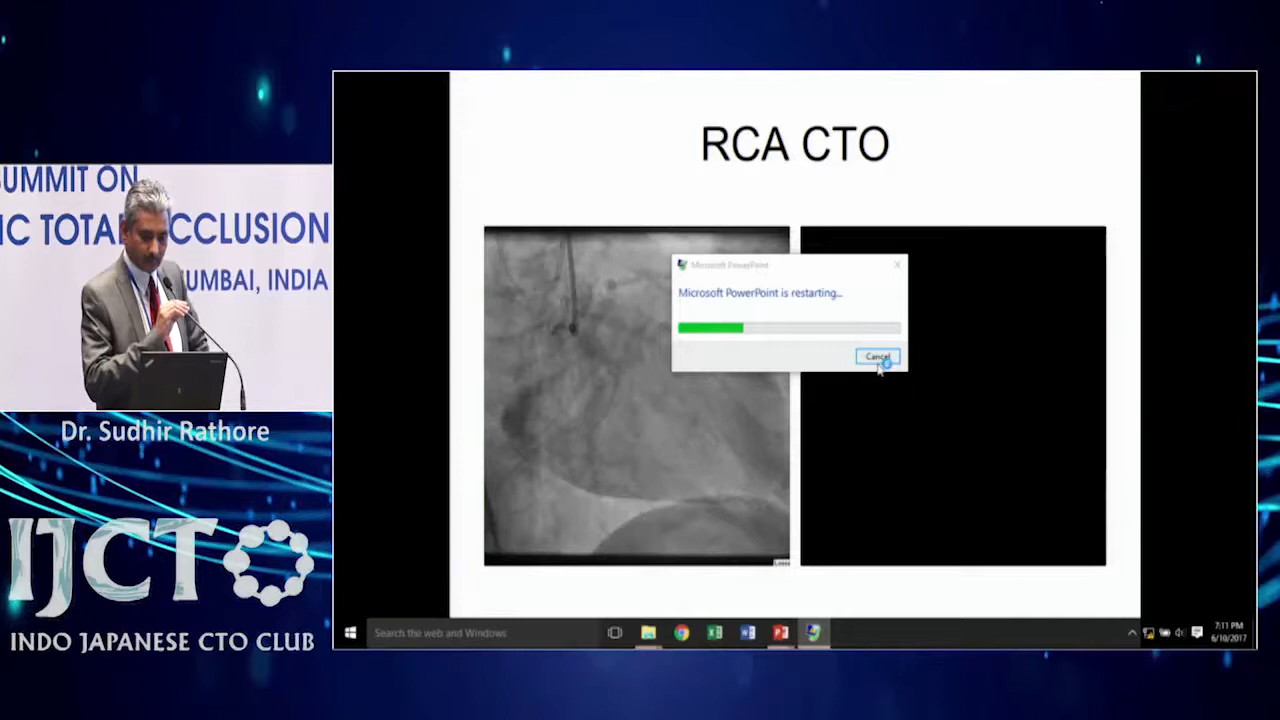 SUMMIT ON
IC TOTAL OCCLUSION
MUMBAI, INDIA
Dr. Sudhir Rathore
IJCTO
INDO JAPANESE CTO CLUB
RCA CTO
Microsoft PowerPoint
Microsoft PowerPoint is restarting...
Cancel
Search the web and Windows
7:11 PM
6/10/2017